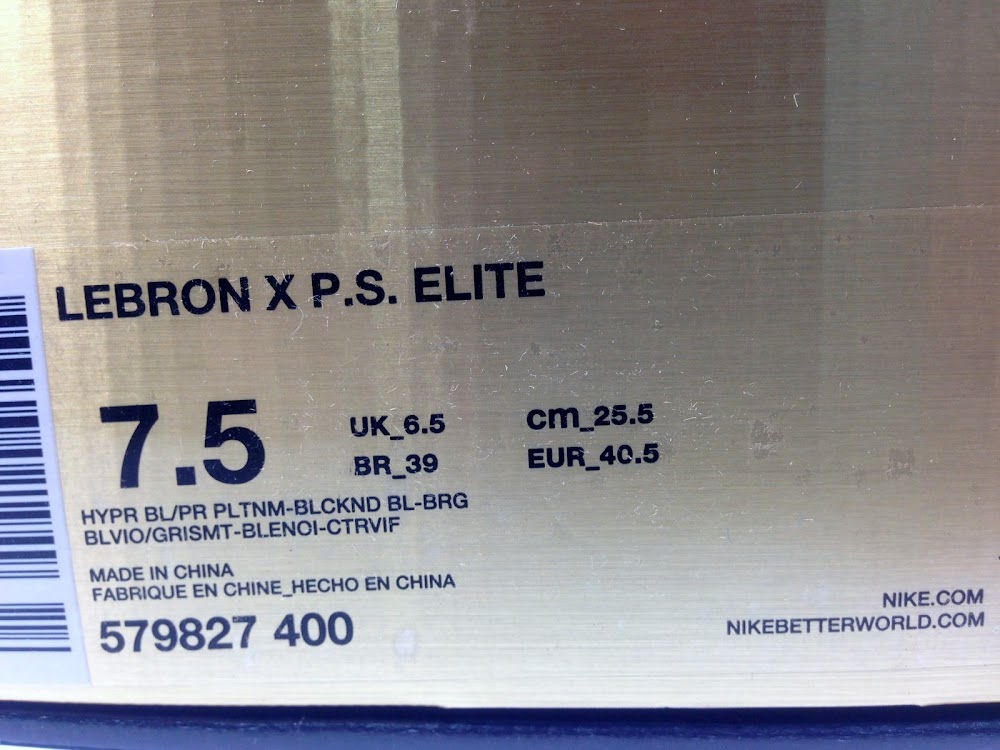 LEBRON X P.S. ELITE
7.5
UK_6.5
cm_25.5
BR_39
EUR_40.5
HYPR BL/PR PLTNM-BLCKND BL-BRG
BLVIO/GRISMT-BLENOI-CTRVIF
MADE IN CHINA
FABRIQUE EN CHINE_HECHO EN CHINA
579827 400
NIKE.COM
NIKEBETTERWORLD.COM